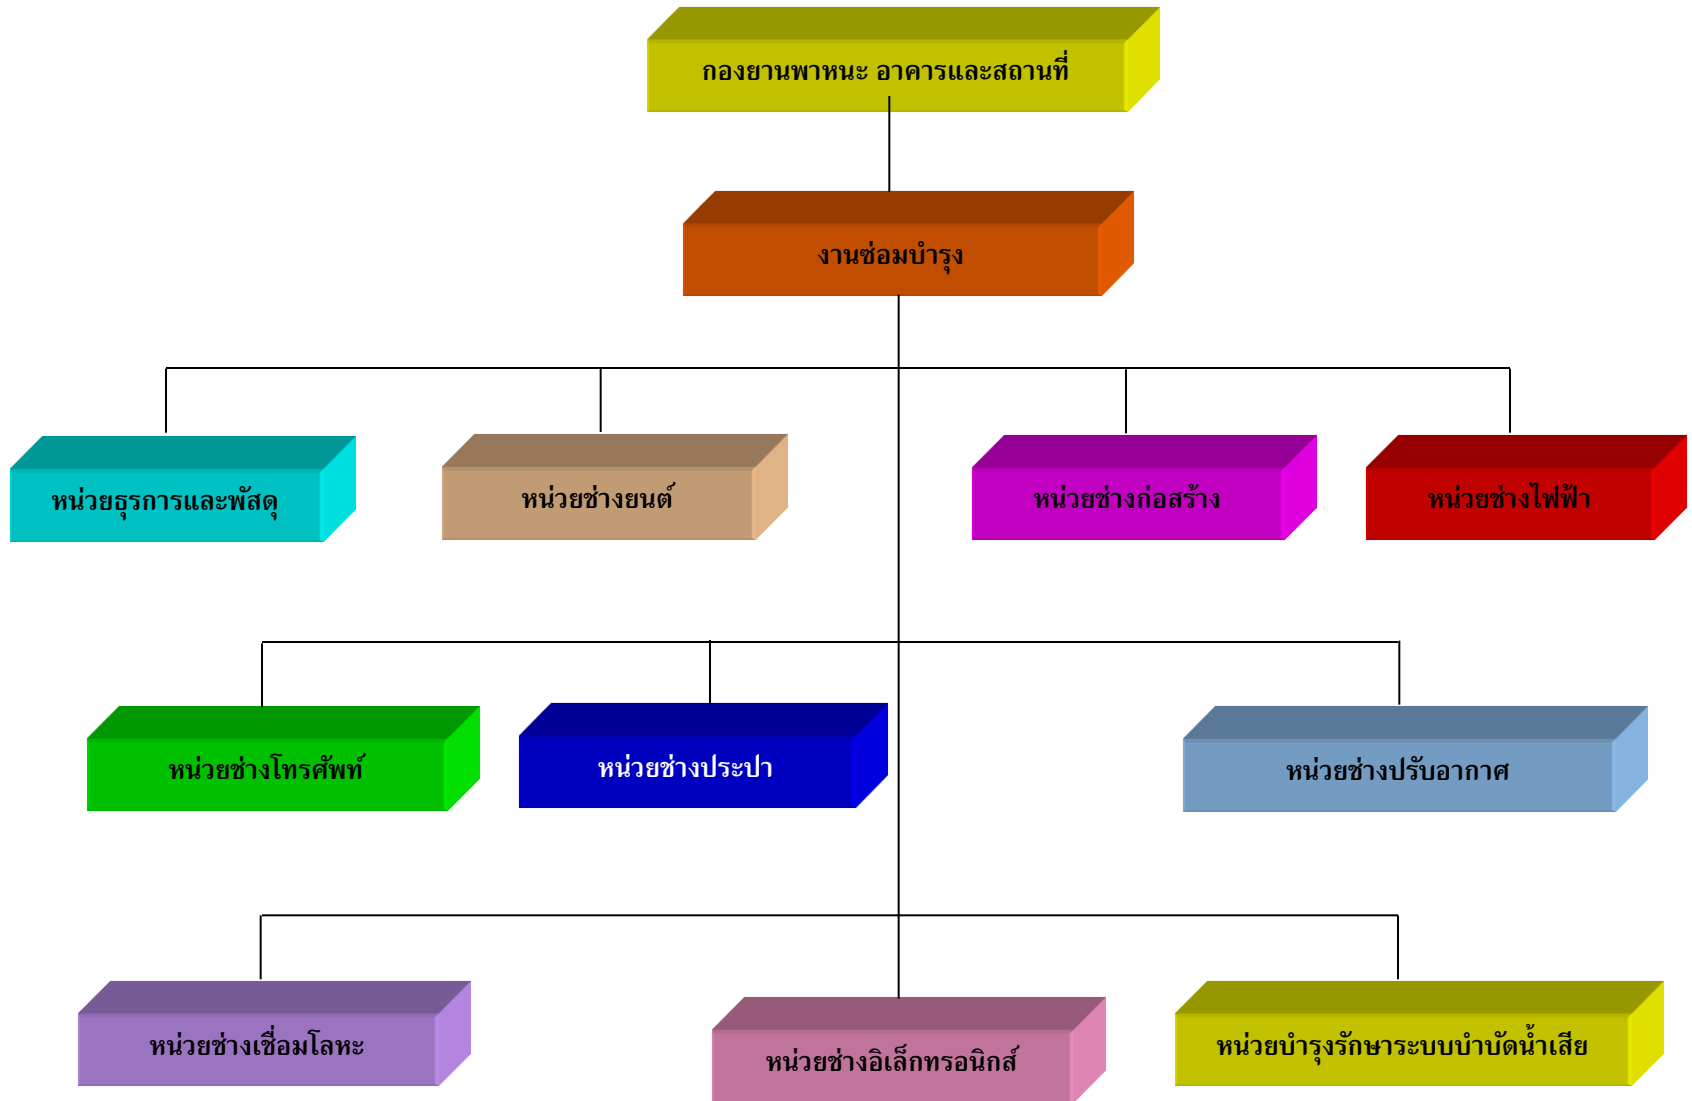 กองยานพาหนะ อาคารและสถานที่
งานซ่อมบำรุง
หน่วยธุรการและพัสดุ
หน่วยช่างยนต์
หน่วยช่างก่อสร้าง
หน่วยช่างไฟฟ้า
หน่วยช่างโทรศัพท์
หน่วยช่างประปา
หน่วยช่างปรับอากาศ
หน่วยช่างเชื่อมโลหะ
หน่วยช่างอิเล็กทรอนิกส์
หน่วยบำรุงรักษาระบบบำบัดน้ำเสีย